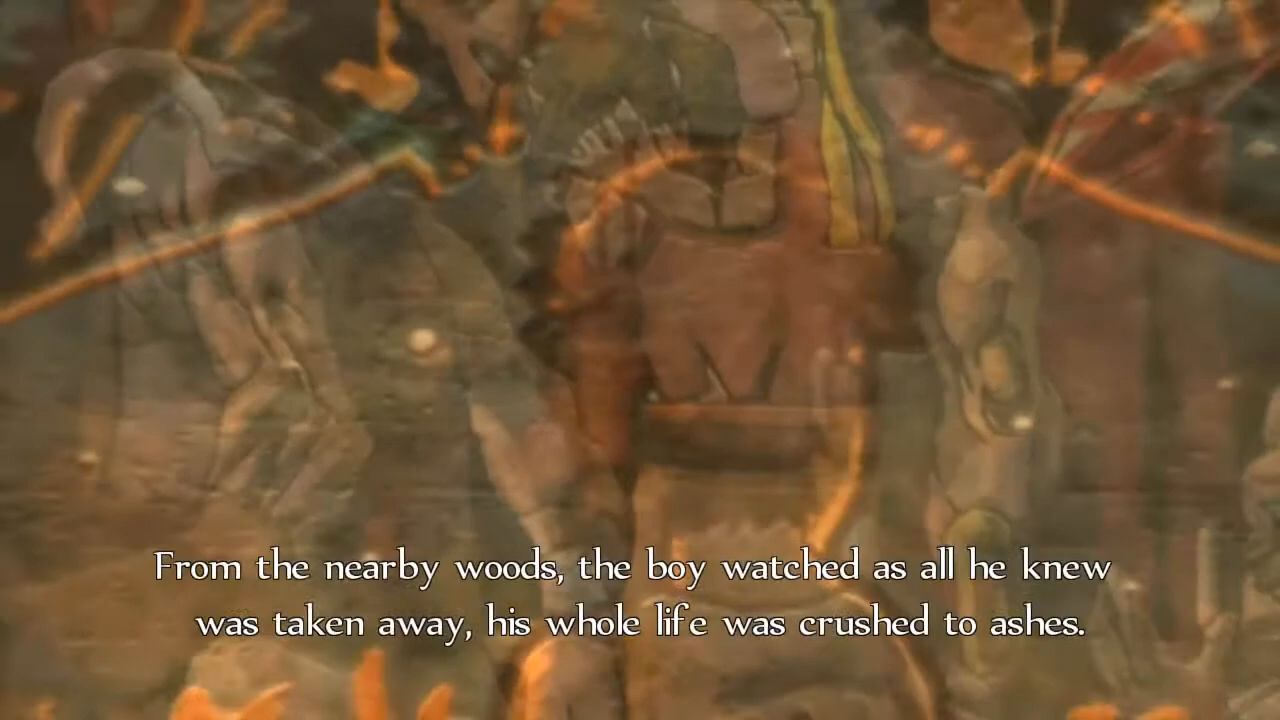 From the nearby woods, the boy watched as all he knew
was taken away, his whole life was crushed to ashes.